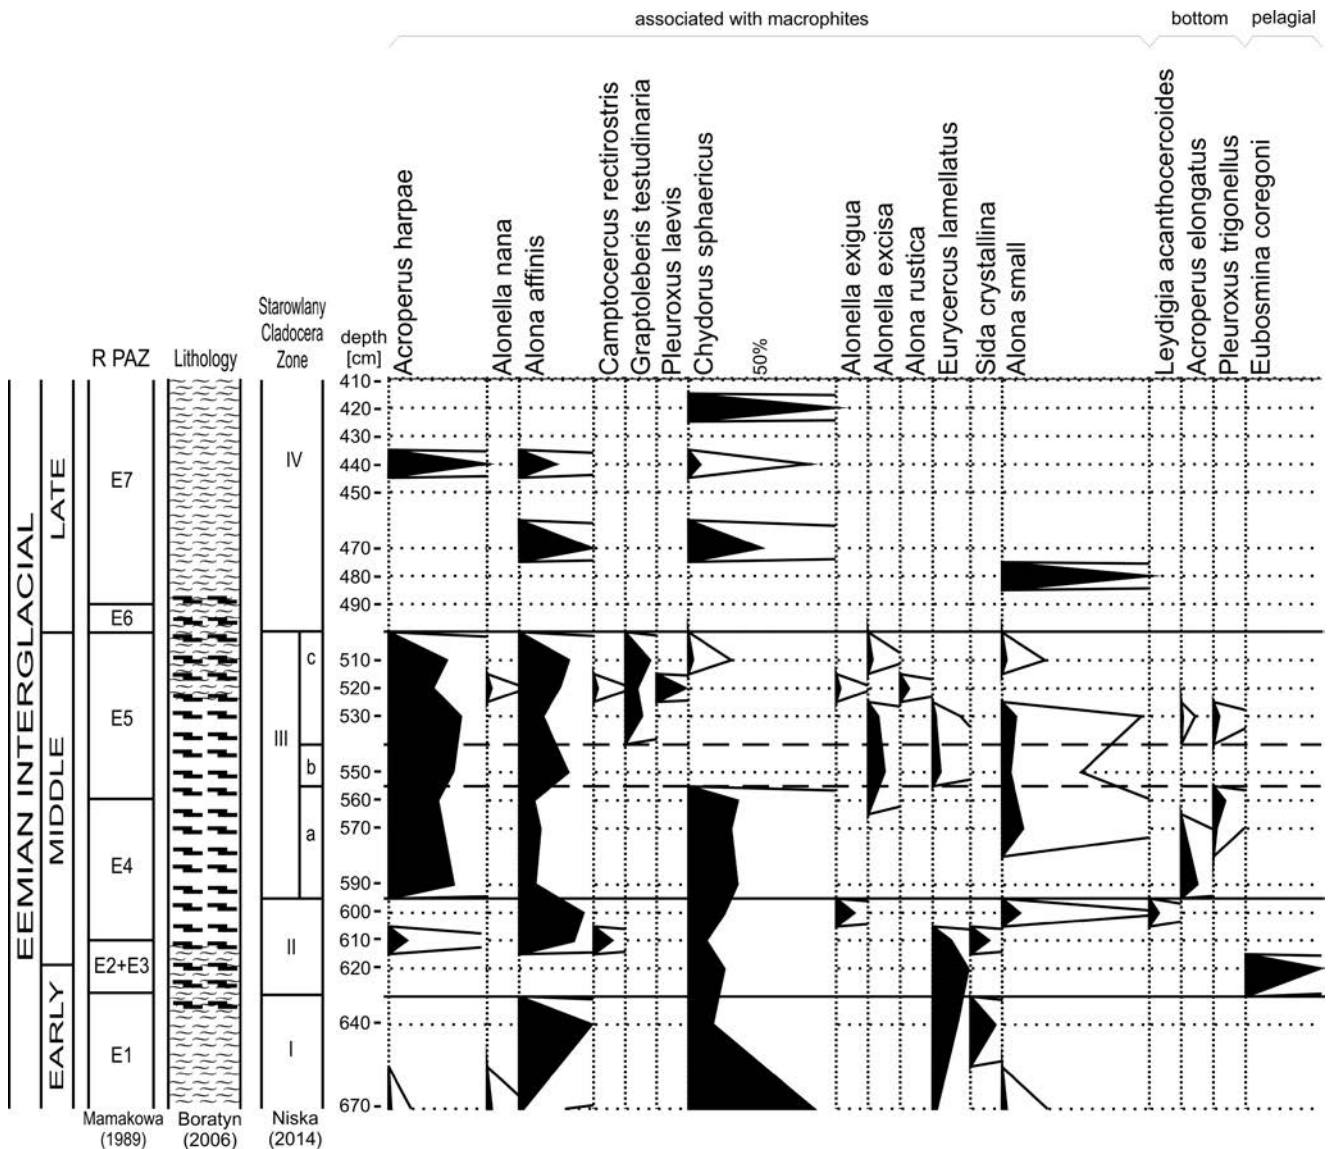 associated with macrophites
bottom
pelagial
Acroperus harpae
Alonella nana
Alona affinis
Camptocercus rectirostris
Graptoleberis testudinaria
Pleuroxus laevis
Chydorus sphaericus
50%
Alonella exigua
Alonella excisa
Alona rustica
Eurycercus lamellatus
Sida crystallina
Alona small
Leydigia acanthocercoides
Acroperus elongatus
Pleuroxus trigonellus
Eubosmina coregoni
R PAZ
Lithology
Starowlany
Cladocera
Zone
depth
[cm]
EEMIAN INTERGLACIAL
LATE
MIDDLE
EARLY
E7
E6
E5
E4
E2+E3
E1
IV
III
c
b
a
II
I
410
420
430
440
450
470
480
490
510
520
530
550
560
570
590
600
610
620
640
670
Mamakowa
(1989)
Boratyn
(2006)
Niska
(2014)